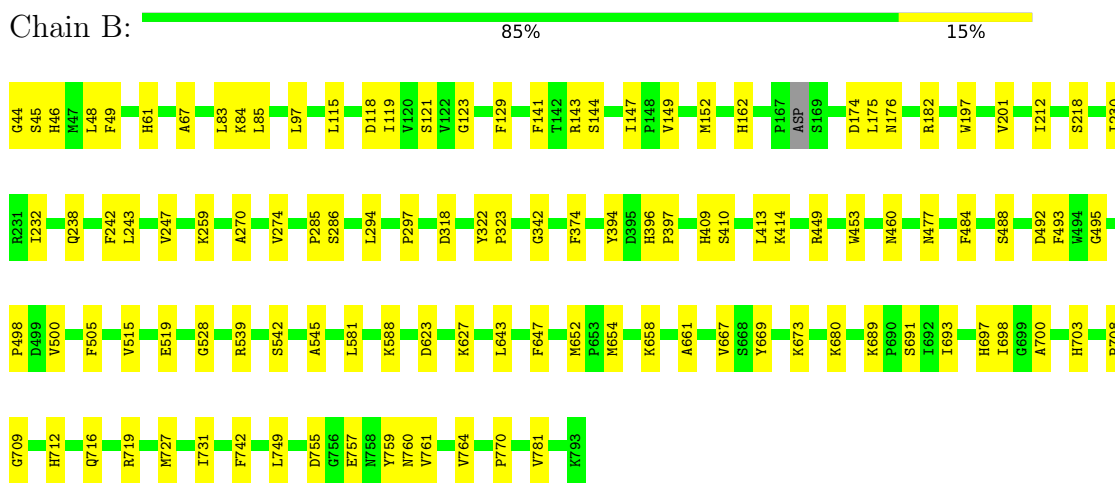 Chain B:
85% 15%
G44 S45 H46 M47 L48 F49 H61 A67 L83 K84 L85 L97 L115 D118 I119 V120 S121 V122 G123 F129 F141 T142 R143 S144 I147 P148 V149 M152 H162 P167 ASP S169 D174 L175 N176 R182 W197 V201 I212 S218
R231 I232 Q238 F242 L243 V247 K259 A270 V274 P285 S286 L294 P297 D318 Y322 P323 G342 F374 Y394 D395 H396 P397 H409 S410 L413 K414 R449 W453 N460 N477 F484 S488 D492 F493 W494 G495
P498 D499 V500 F505 V515 E519 G528 R539 S542 A545 L581 K588 D623 K627 L643 F647 M652 P653 M654 K658 A661 V667 S668 Y669 K673 K680 K689 P690 S691 I692 I693 H697 I698 G699 A700 H703
G709 H712 Q716 R719 M727 I731 F742 L749 D755 G756 E757 N758 Y759 N760 V761 V764 P770 V781 K793